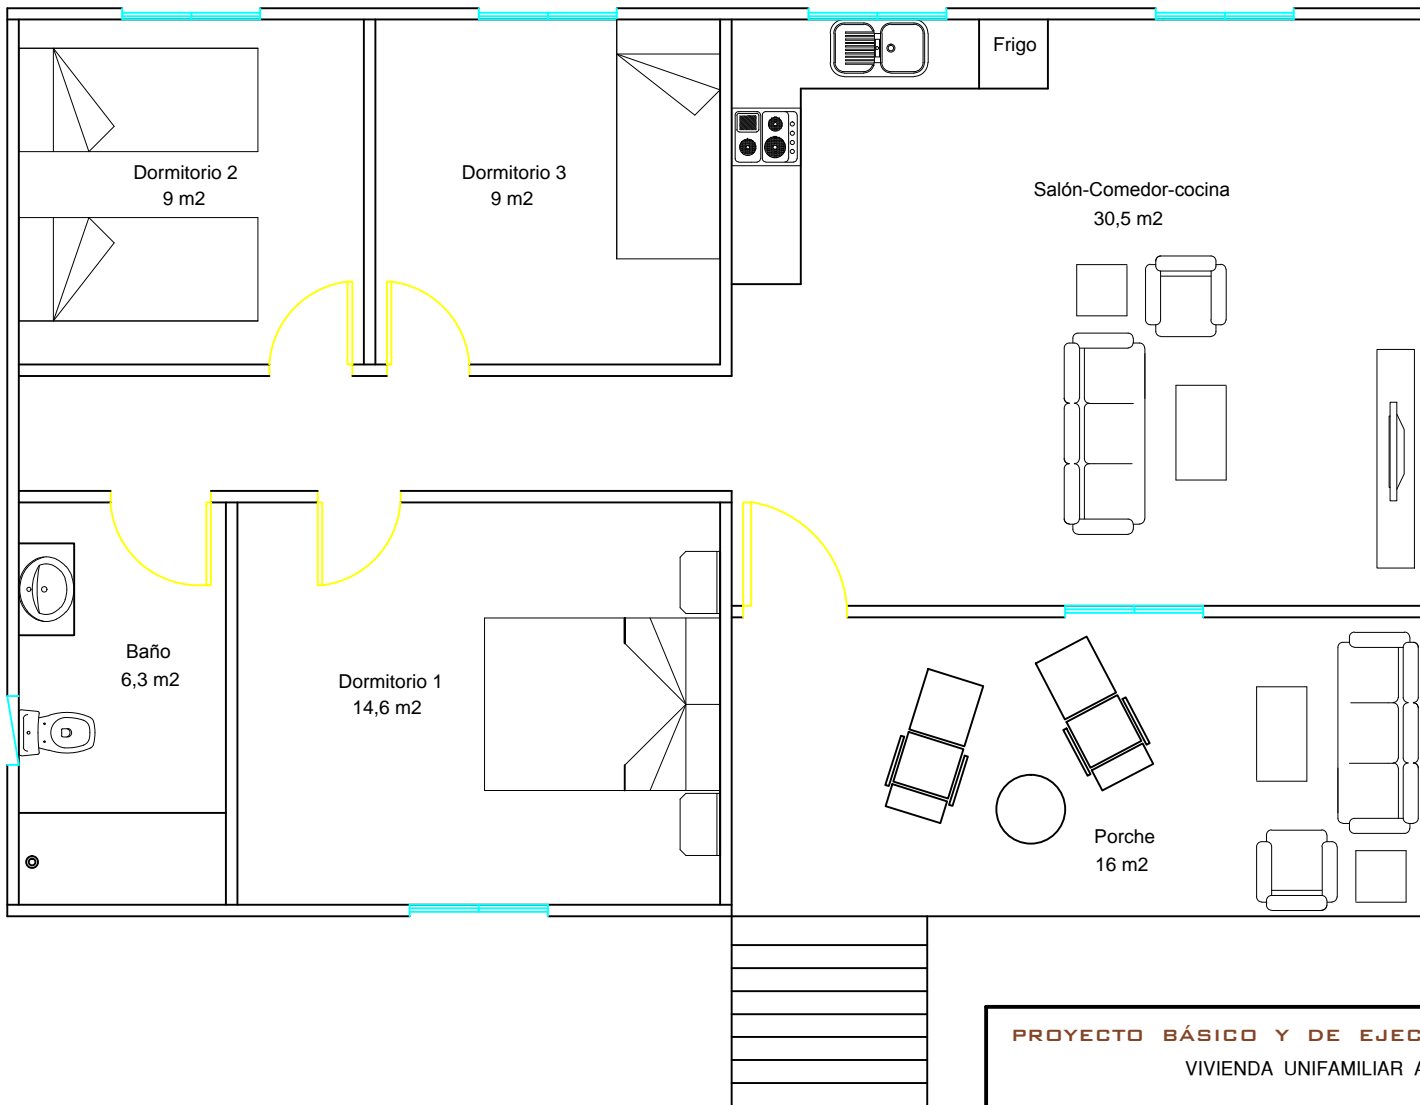 Frigo
Dormitorio 2
9 m2
Dormitorio 3
9 m2
Salón-Comedor-cocina
30,5 m2
Baño
6,3 m2
Dormitorio 1
14,6 m2
Porche
16 m2
PROYECTO BÁSICO Y DE EJEC
VIVIENDA UNIFAMILIAR A